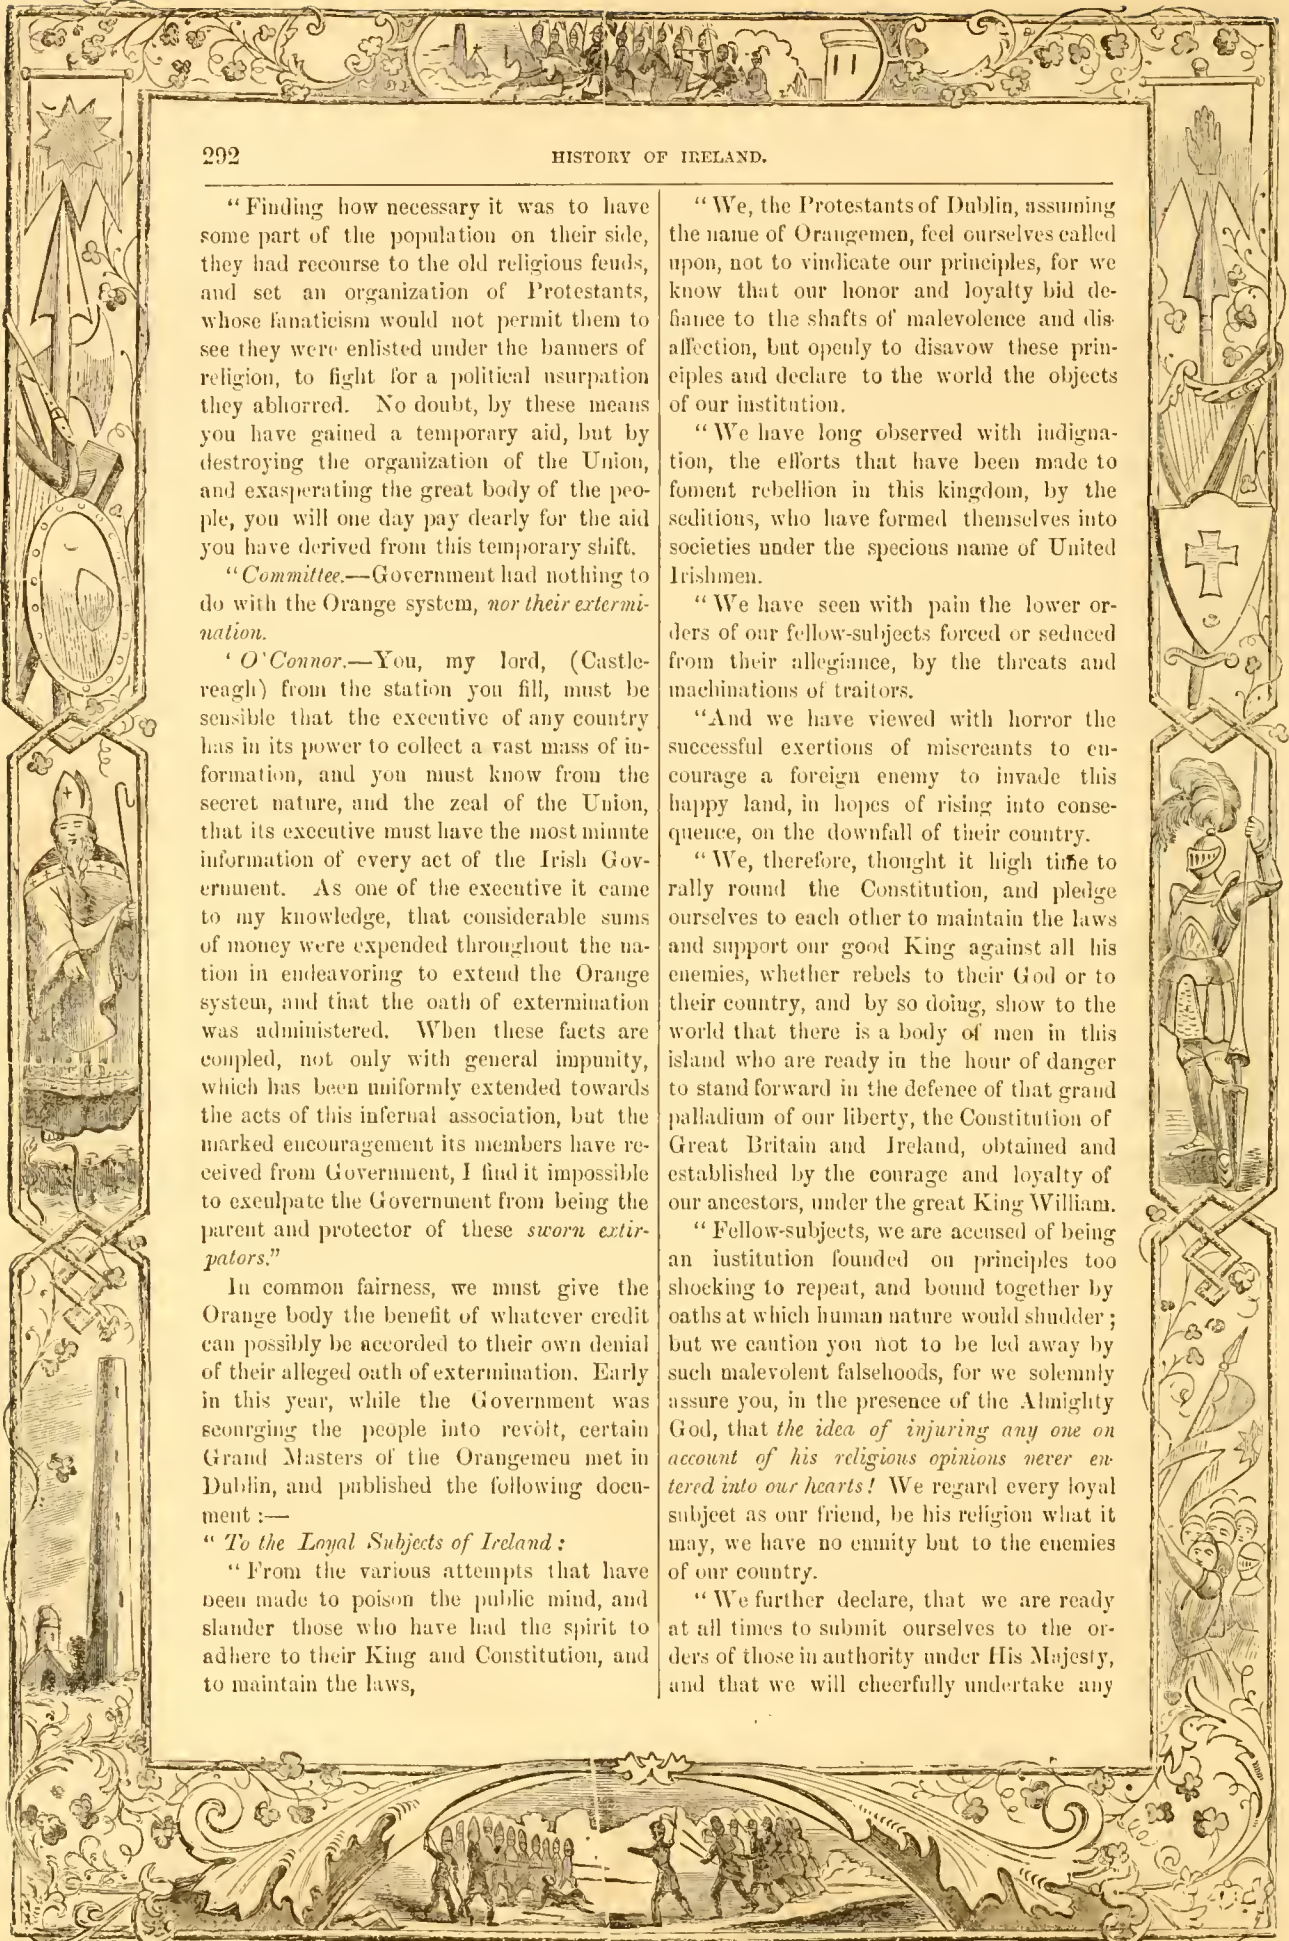 292
HISTORY OF IRELAND.
"Finding how necessary it was to have
some part of the population on their side,
they had recourse to the old religious feuds,
and set an organization of Protestants,
whose fanaticism would not permit them to
see they were enlisted under the banners of
religion, to fight for a political usurpation
they abhorred. No doubt, by these means
you have gained a temporary aid, but by
destroying the organization of the Union,
and exasperating the great body of the peo-
ple, you will one day pay dearly for the aid
you have derived from this temporary shift.
"Committee.—Government had nothing to
do with the Orange system, nor their extermi-
nation.
' O'Connor.—You, my lord, (Castle-
reagh) from the station you fill, must be
sensible that the executive of any country
has in its power to collect a vast mass of in-
formation, and you must know from the
secret nature, and the zeal of the Union,
that its executive must have the most minute
information of every act of the Irish Gov-
ernment. As one of the executive it came
to my knowledge, that considerable sums
of money were expended throughout the na-
tion in endeavoring to extend the Orange
system, and that the oath of extermination
was administered. When these facts are
coupled, not only with general impunity,
which has been uniformly extended towards
the acts of this infernal association, but the
marked encouragement its members have re-
ceived from Government, I find it impossible
to exculpate the Government from being the
parent and protector of these sworn extir-
pators."
In common fairness, we must give the
Orange body the benefit of whatever credit
can possibly be accorded to their own denial
of their alleged oath of extermination. Early
in this year, while the Government was
scourging the people into revolt, certain
Grand Masters of the Orangemen met in
Dublin, and published the following docu-
ment :—
" To the Loyal Subjects of Ireland :
"From the various attempts that have
been made to poison the public mind, and
slander those who have had the spirit to
adhere to their King and Constitution, and
to maintain the laws,
"We, the Protestants of Dublin, assuming
the name of Orangemen, feel ourselves called
upon, not to vindicate our principles, for we
know that our honor and loyalty bid de-
fiance to the shafts of malevolence and dis-
affection, but openly to disavow these prin-
ciples and declare to the world the objects
of our institution.
"We have long observed with indigna-
tion, the efforts that have been made to
foment rebellion in this kingdom, by the
seditious, who have formed themselves into
societies under the specious name of United
Irishmen.
"We have seen with pain the lower or-
ders of our fellow-subjects forced or seduced
from their allegiance, by the threats and
machinations of traitors.
"And we have viewed with horror the
successful exertions of miscreants to en-
courage a foreign enemy to invade this
happy land, in hopes of rising into conse-
quence, on the downfall of their country.
"We, therefore, thought it high time to
rally round the Constitution, and pledge
ourselves to each other to maintain the laws
and support our good King against all his
enemies, whether rebels to their God or to
their country, and by so doing, show to the
world that there is a body of men in this
island who are ready in the hour of danger
to stand forward in the defence of that grand
palladium of our liberty, the Constitution of
Great Britain and Ireland, obtained and
established by the courage and loyalty of
our ancestors, under the great King William.
"Fellow-subjects, we are accused of being
an institution founded on principles too
shocking to repeat, and bound together by
oaths at which human nature would shudder ;
but we caution you not to be led away by
such malevolent falsehoods, for we solemnly
assure you, in the presence of the Almighty
God, that the idea of injuring any one on
account of his religious opinions never en-
tered into our hearts! We regard every loyal
subject as our friend, be his religion what it
may, we have no enmity but to the enemies
of our country.
"We further declare, that we are ready
at all times to submit ourselves to the or-
ders of those in authority under His Majesty,
and that we will cheerfully undertake any